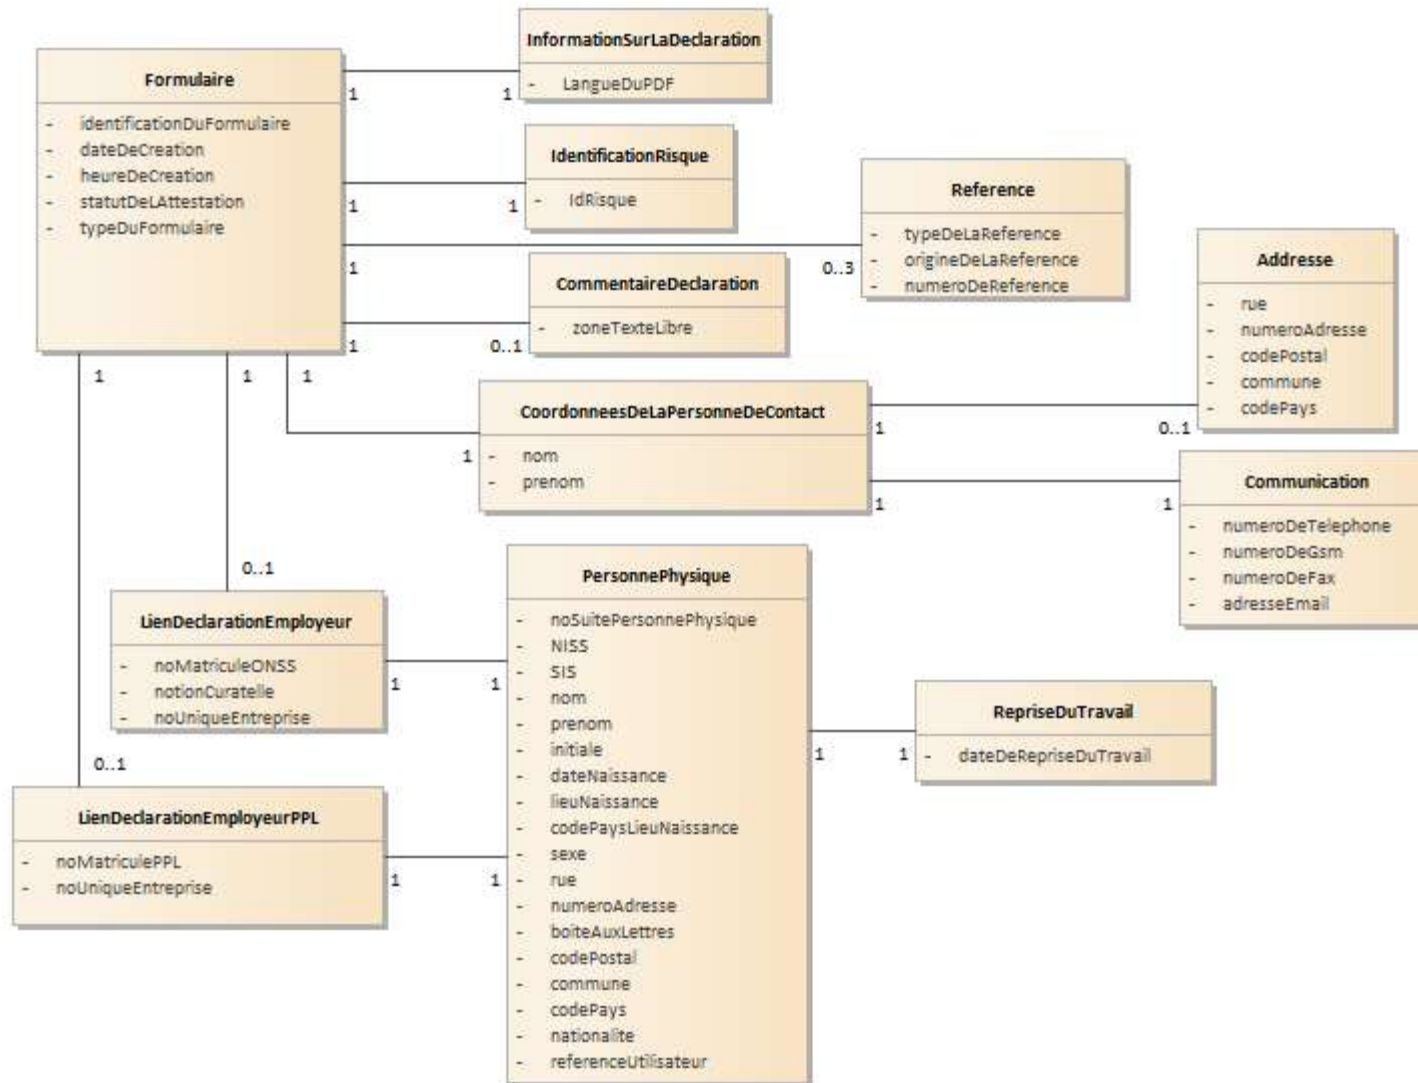 Formulaire
- identificationDuFormulaire
- dateDeCreation
- heureDeCreation
- statutDeLAttestation
- typeDuFormulaire
InformationSurLaDeclaration
- LangueDuPDF
1
1
IdentificationRisque
- IdRisque
1
1
Reference
- typeDeLaReference
- origineDeLaReference
- numeroDeReference
1
0..3
CommentaireDeclaration
- zoneTexteLibre
1
0..1
Addresse
- rue
- numeroAdresse
- codePostal
- commune
- codePays
1
1
1
CoordonneesDeLaPersonneDeContact
- nom
- prenom
1
1
0..1
Communication
- numeroDeTelephone
- numeroDeGsm
- numeroDeFax
- adresseEmail
1
1
0..1
LienDeclarationEmployeur
- noMatriculeONSS
- notionCuratelle
- noUniqueEntreprise
1
1
PersonnePhysique
- noSuitePersonnePhysique
- NISS
- SIS
- nom
- prenom
- initiale
- dateNaissance
- lieuNaissance
- codePaysLieuNaissance
- sexe
- rue
- numeroAdresse
- boiteAuxLettres
- codePostal
- commune
- codePays
- nationalite
- referenceUtilisateur
RepriseDuTravail
- dateDeRepriseDuTravail
1
1
0..1
LienDeclarationEmployeurPPL
- noMatriculePPL
- noUniqueEntreprise
1
1